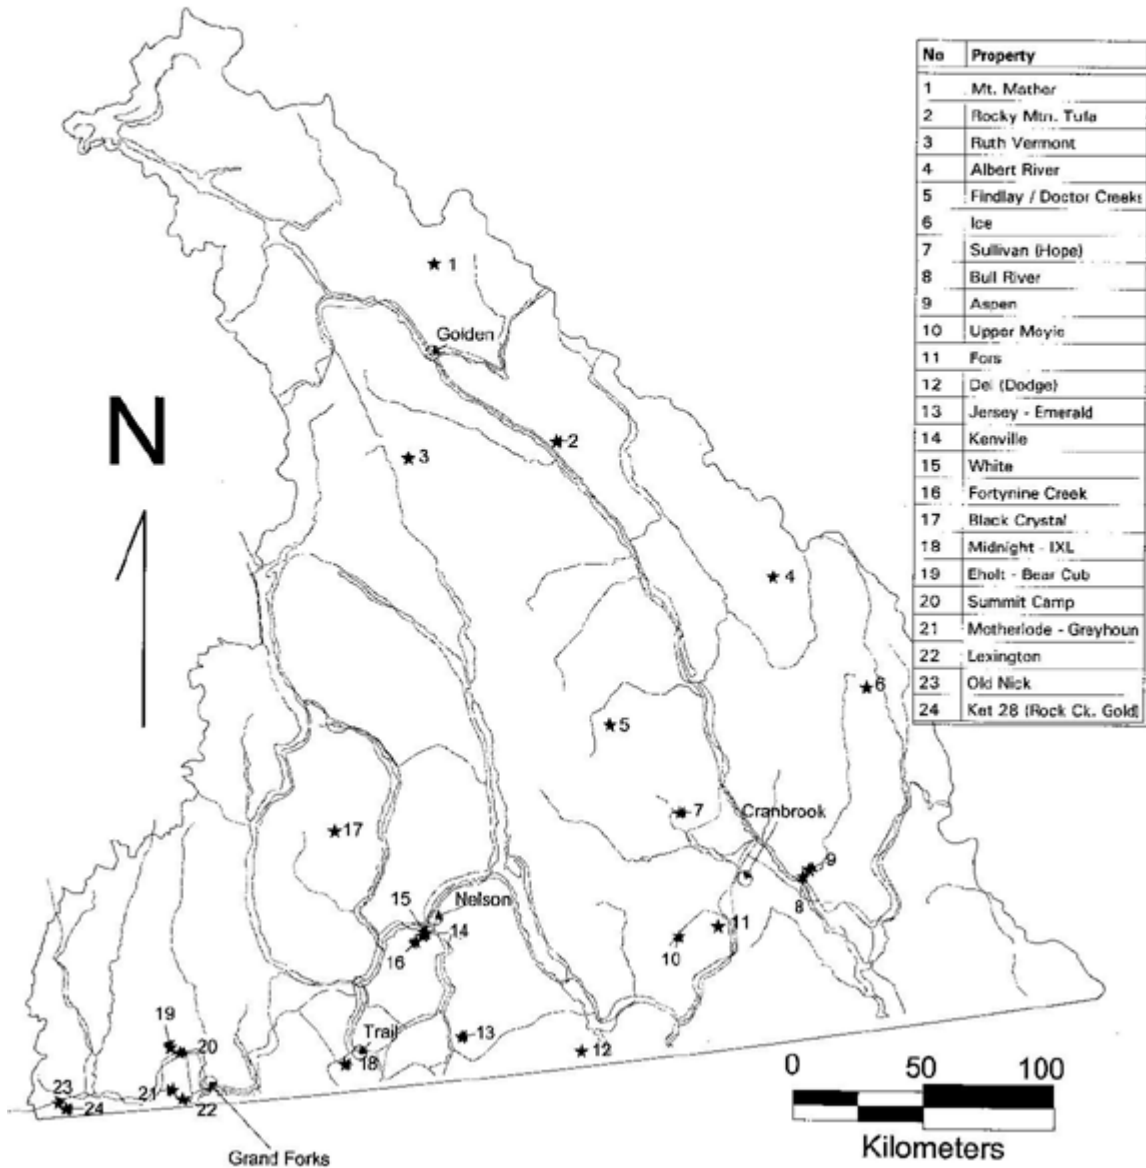 No Property
1 Mt. Mather
2 Rocky Mtn. Tufa
3 Ruth Vermont
4 Albert River
5 Findlay / Doctor Creeks
6 Ice
7 Sullivan (Hope)
8 Bull River
9 Aspen
10 Upper Moyie
11 Fors
12 Del (Dodge)
13 Jersey - Emerald
14 Kenville
15 White
16 Fortynine Creek
17 Black Crystal
18 Midnight - IXL
19 Eholt - Bear Cub
20 Summit Camp
21 Motherlode - Greyhoun
22 Lexington
23 Old Nick
24 Ket 28 (Rock Ck. Gold)
1
Golden
N
2
3
4
6
5
7
Cranbrook
17
9
8
15
Nelson
14
16
11
10
19
20
Trail
13
18
12
21
22
23
24
0 50 100
Kilometers
Grand Forks